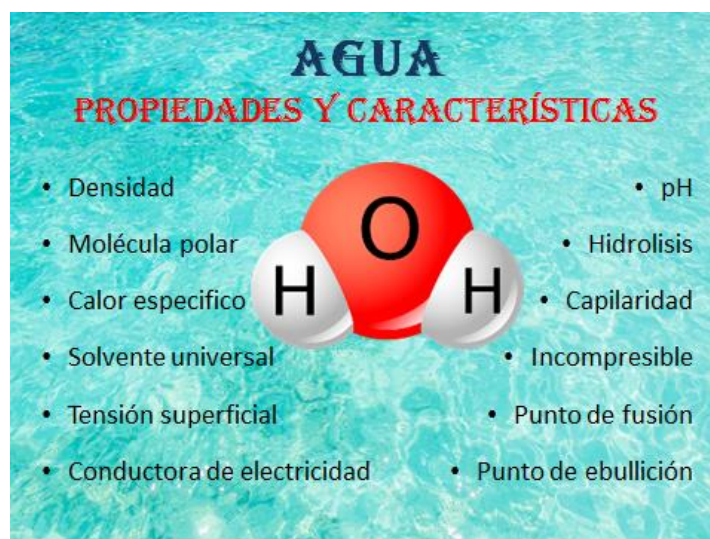 AGUA
PROPIEDADES Y CARACTERÍSTICAS
• Densidad
• Molécula polar
• Calor especifico
• Solvente universal
• Tensión superficial
• Conductora de electricidad
O
H
H
• pH
• Hidrolisis
• Capilaridad
• Incompresible
• Punto de fusión
• Punto de ebullición